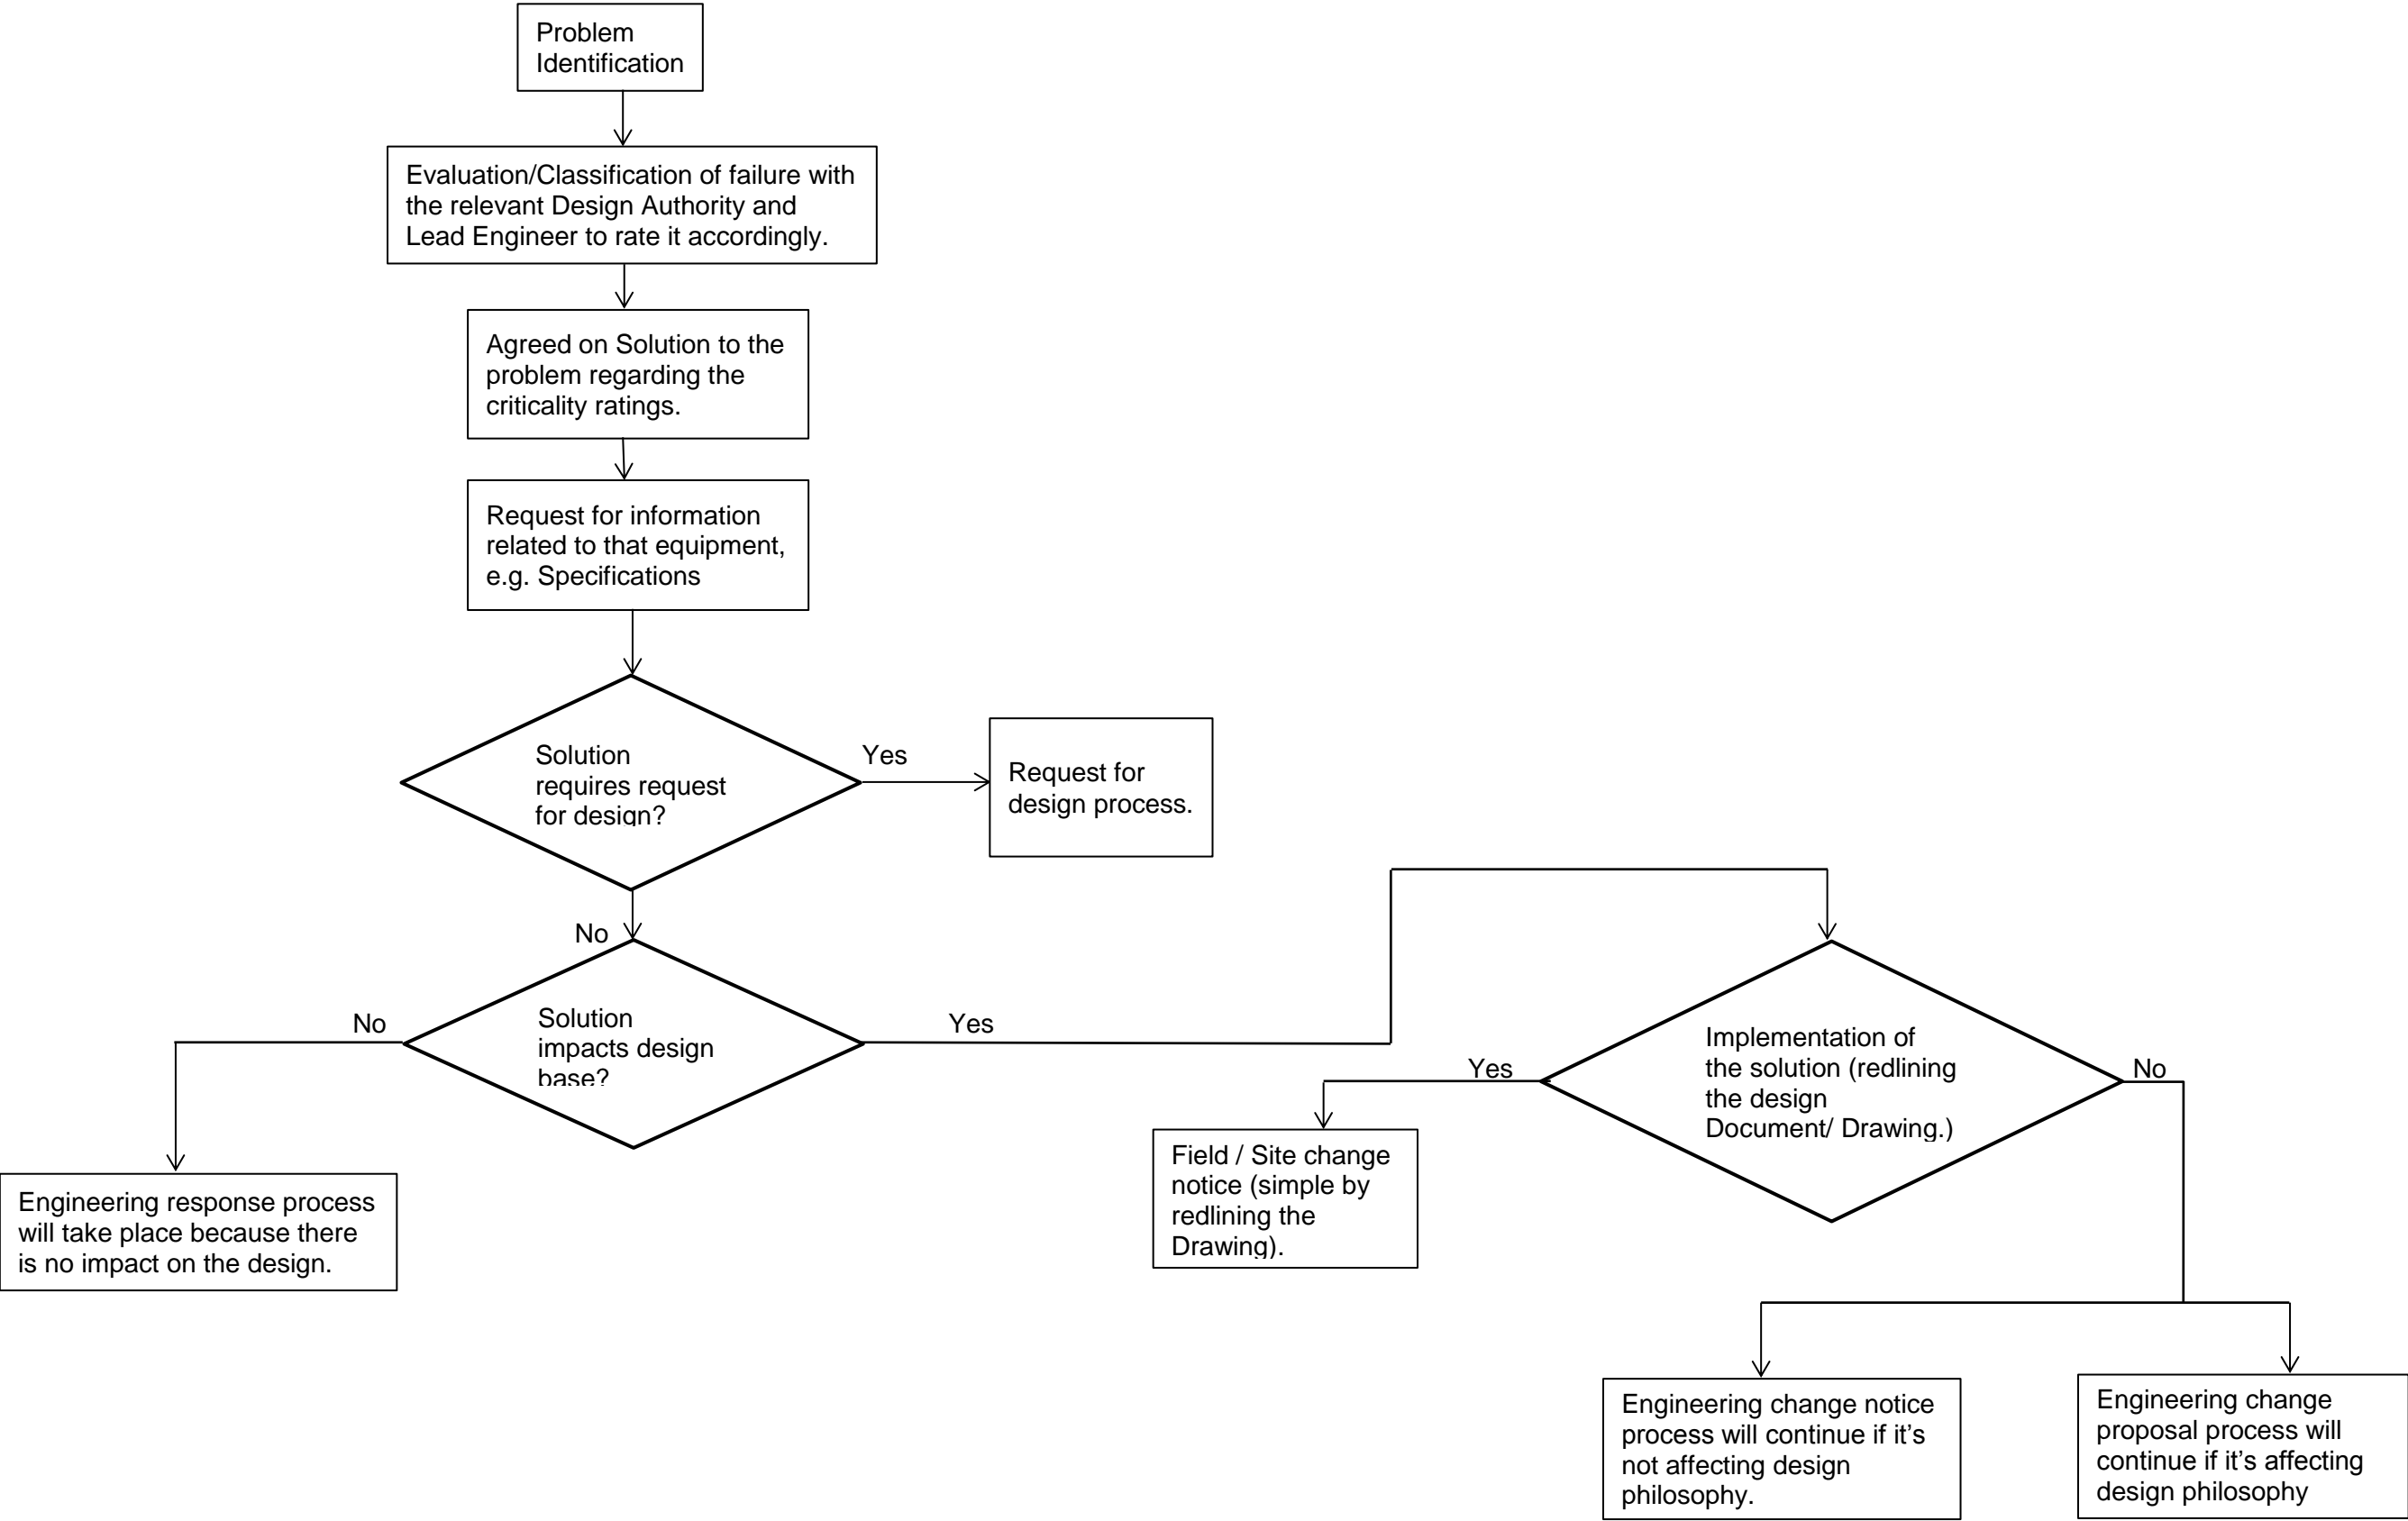 Problem
Identification
Evaluation/Classification of failure with
the relevant Design Authority and
Lead Engineer to rate it accordingly.
Agreed on Solution to the
problem regarding the
criticality ratings.
Request for information
related to that equipment,
e.g. Specifications
Solution
requires request
for design?
Yes
Request for
design process.
No
Solution
impacts design
base?
No
Yes
Implementation of
the solution (redlining
the design
Document/ Drawing.)
Yes
No
Field / Site change
notice (simple by
redlining the
Drawing).
Engineering response process
will take place because there
is no impact on the design.
Engineering change notice
process will continue if it’s
not affecting design
philosophy.
Engineering change
proposal process will
continue if it’s affecting
design philosophy